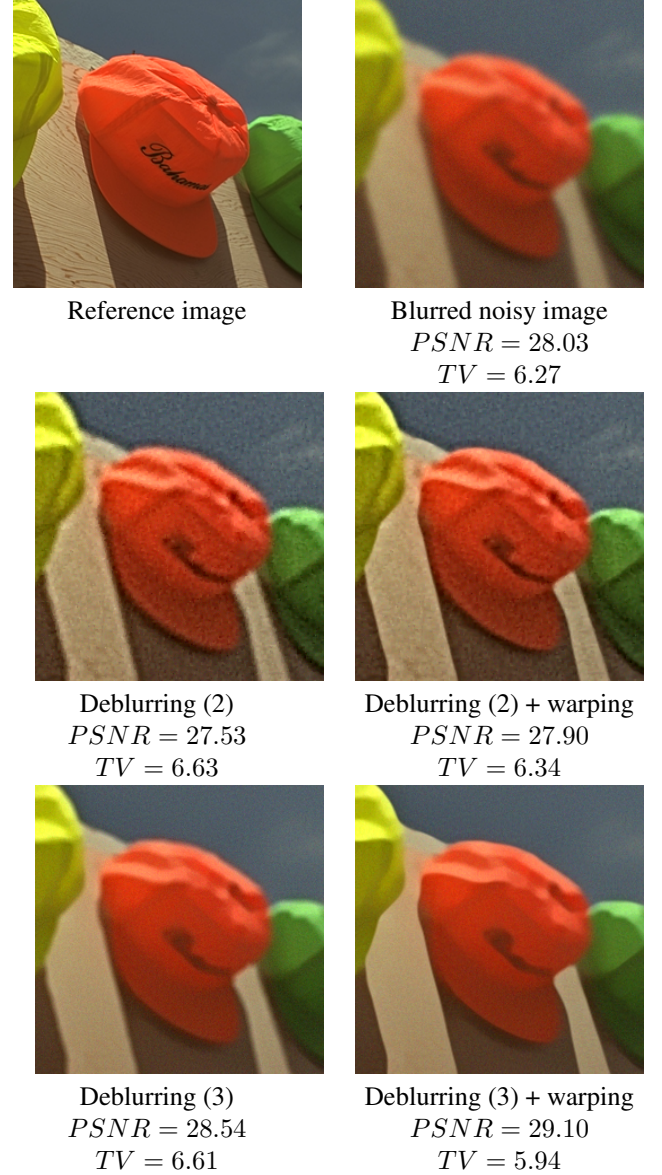 Bahamas
Reference image
Blurred noisy image
PSNR = 28.03
TV = 6.27
Deblurring (2)
PSNR = 27.53
TV = 6.63
Deblurring (2) + warping
PSNR = 27.90
TV = 6.34
Deblurring (3)
PSNR = 28.54
TV = 6.61
Deblurring (3) + warping
PSNR = 29.10
TV = 5.94